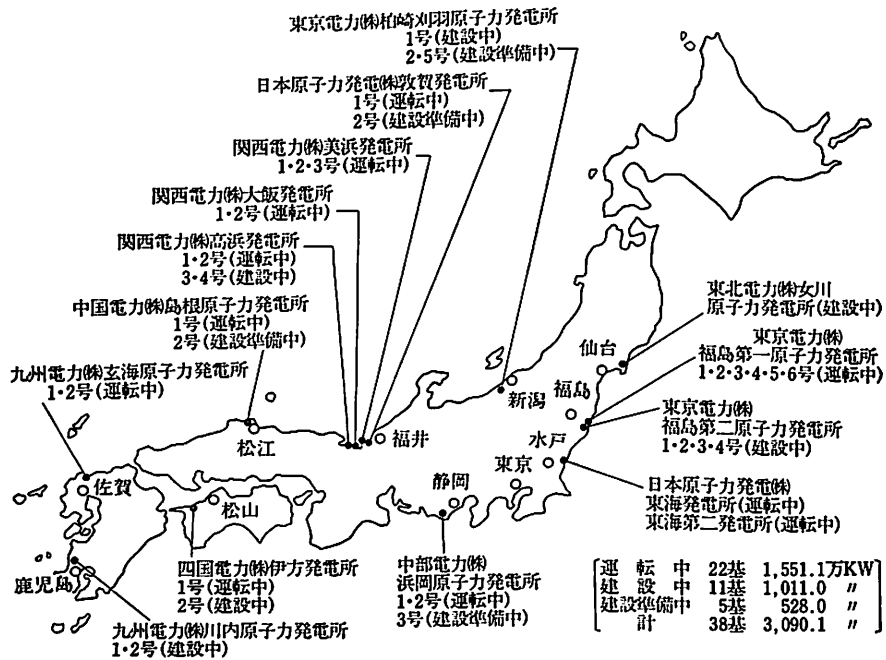 東京電力㈱柏崎刈羽原子力発電所
1号(建設中)
2・5号(建設準備中)
日本原子力発電㈱敦賀発電所
1号(運転中)
2号(建設準備中)
関西電力㈱美浜発電所
1・2・3号(運転中)
関西電力㈱大飯発電所
1・2号(運転中)
関西電力㈱高浜発電所
1・2号(運転中)
3・4号(建設中)
中国電力㈱島根原子力発電所
1号(運転中)
2号(建設準備中)
九州電力㈱玄海原子力発電所
1・2号(運転中)
東北電力㈱女川
原子力発電所(建設中)
東京電力㈱
福島第一原子力発電所
1・2・3・4・5・6号(運転中)
東京電力㈱
福島第二原子力発電所
1・2・3・4号(建設中)
日本原子力発電㈱
東海発電所(運転中)
東海第二発電所(運転中)
仙台
新潟
福島
水戸
東京
福井
静岡
松江
松山
佐賀
鹿児島
四国電力㈱伊方発電所
1号(運転中)
2号(建設中)
中部電力㈱
浜岡原子力発電所
1・2号(運転中)
3号(建設準備中)
九州電力㈱川内原子力発電所
1・2号(建設中)
運転中 22基 1,551.1万KW
建設中 11基 1,011.0 〃
建設準備中 5基 528.0 〃
計 38基 3,090.1 〃